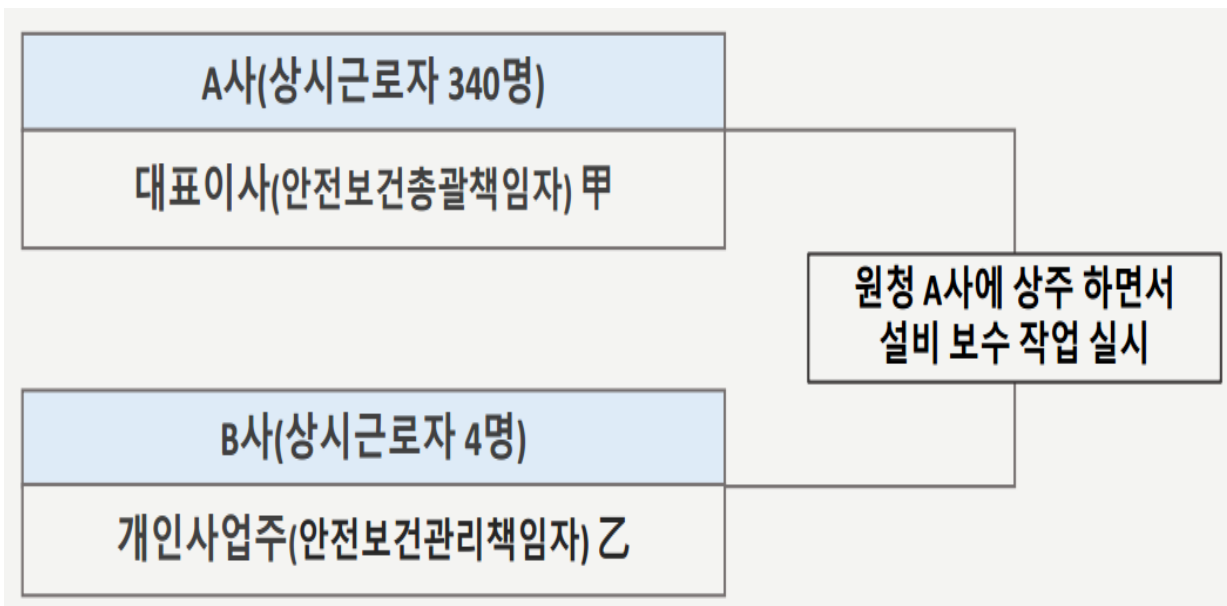 A사(상시근로자 340명)
대표이사(안전보건총괄책임자) 甲
원청 A사에 상주 하면서
설비 보수 작업 실시
B사(상시근로자 4명)
개인사업주(안전보건관리책임자) 乙